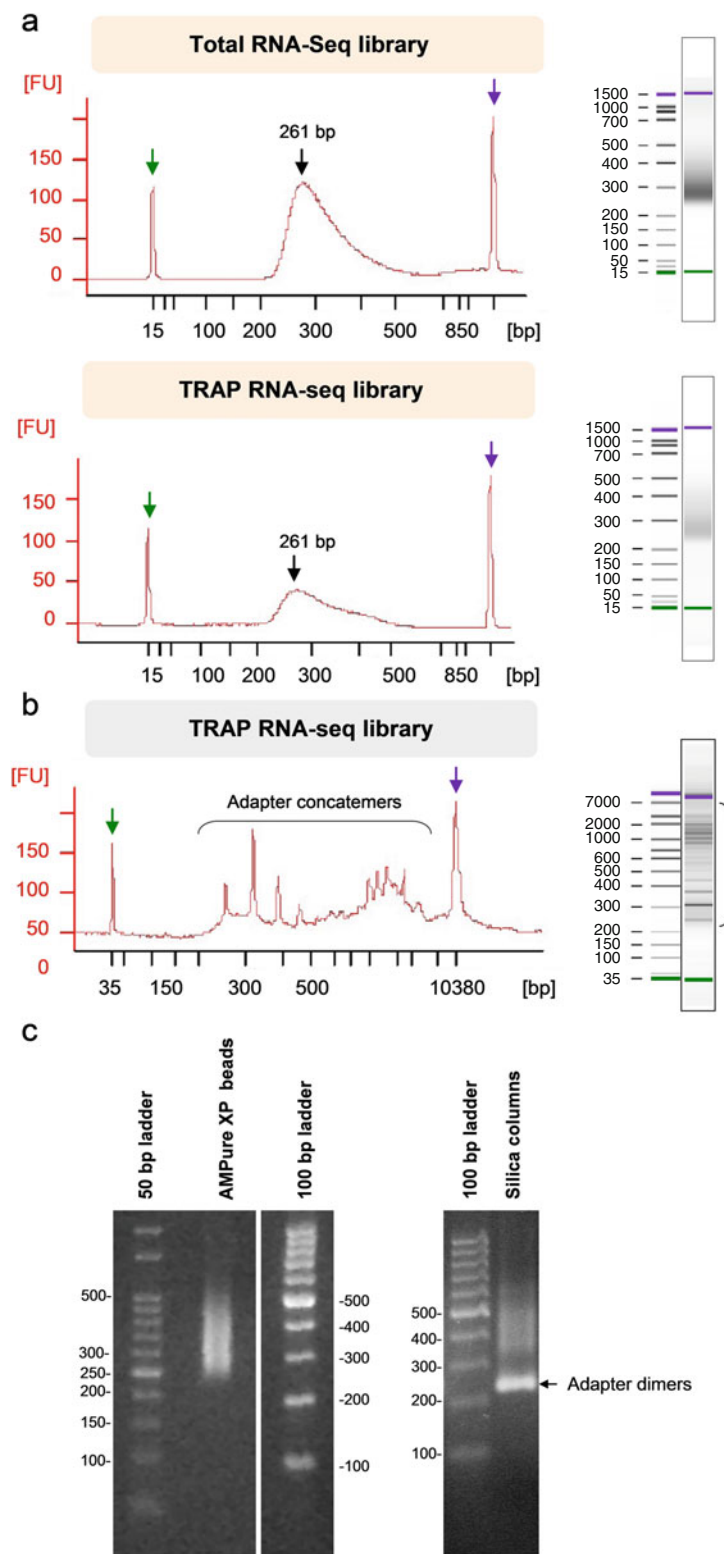 a
Total RNA-Seq library
[FU]
150
100
50
0
261 bp
15 100 200 300 500 850 [bp]
1500
1000
700
500
400
300
200
150
100
50
15
TRAP RNA-seq library
[FU]
150
100
50
0
261 bp
15 100 200 300 500 850 [bp]
1500
1000
700
500
400
300
200
150
100
50
15
b
TRAP RNA-seq library
[FU]
150
100
50
0
Adapter concatemers
35 150 300 500 10380 [bp]
7000
2000
1000
600
500
400
300
200
150
100
35
c
50 bp ladder
AMPure XP beads
100 bp ladder
100 bp ladder
Silica columns
500-
300-
250-
200-
150-
100-
-500
-400
-300
-200
-100
500-
400-
300-
200-
100-
Adapter dimers